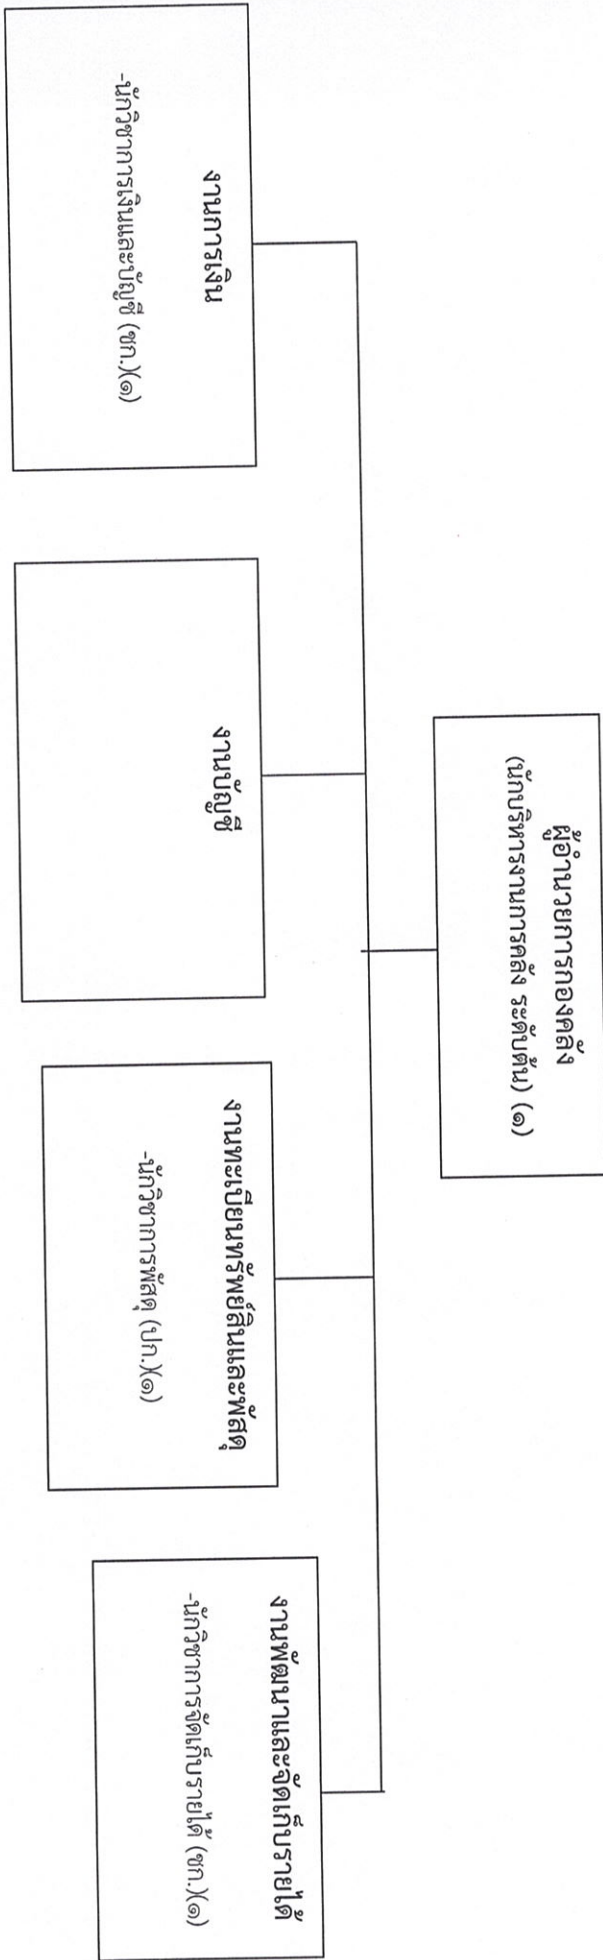 ผู้อำนวยการกองคลัง
(นักบริหารงานการคลัง ระดับต้น) (๑)
งานการเงิน
-นักวิชาการเงินและบัญชี (ชก.)(๑)
งานบัญชี
งานทะเบียนทรัพย์สินและพัสดุ
-นักวิชาการพัสดุ (ปก.)(๑)
งานพัฒนาและจัดเก็บรายได้
-นักวิชาการจัดเก็บรายได้ (ชก.)(๑)